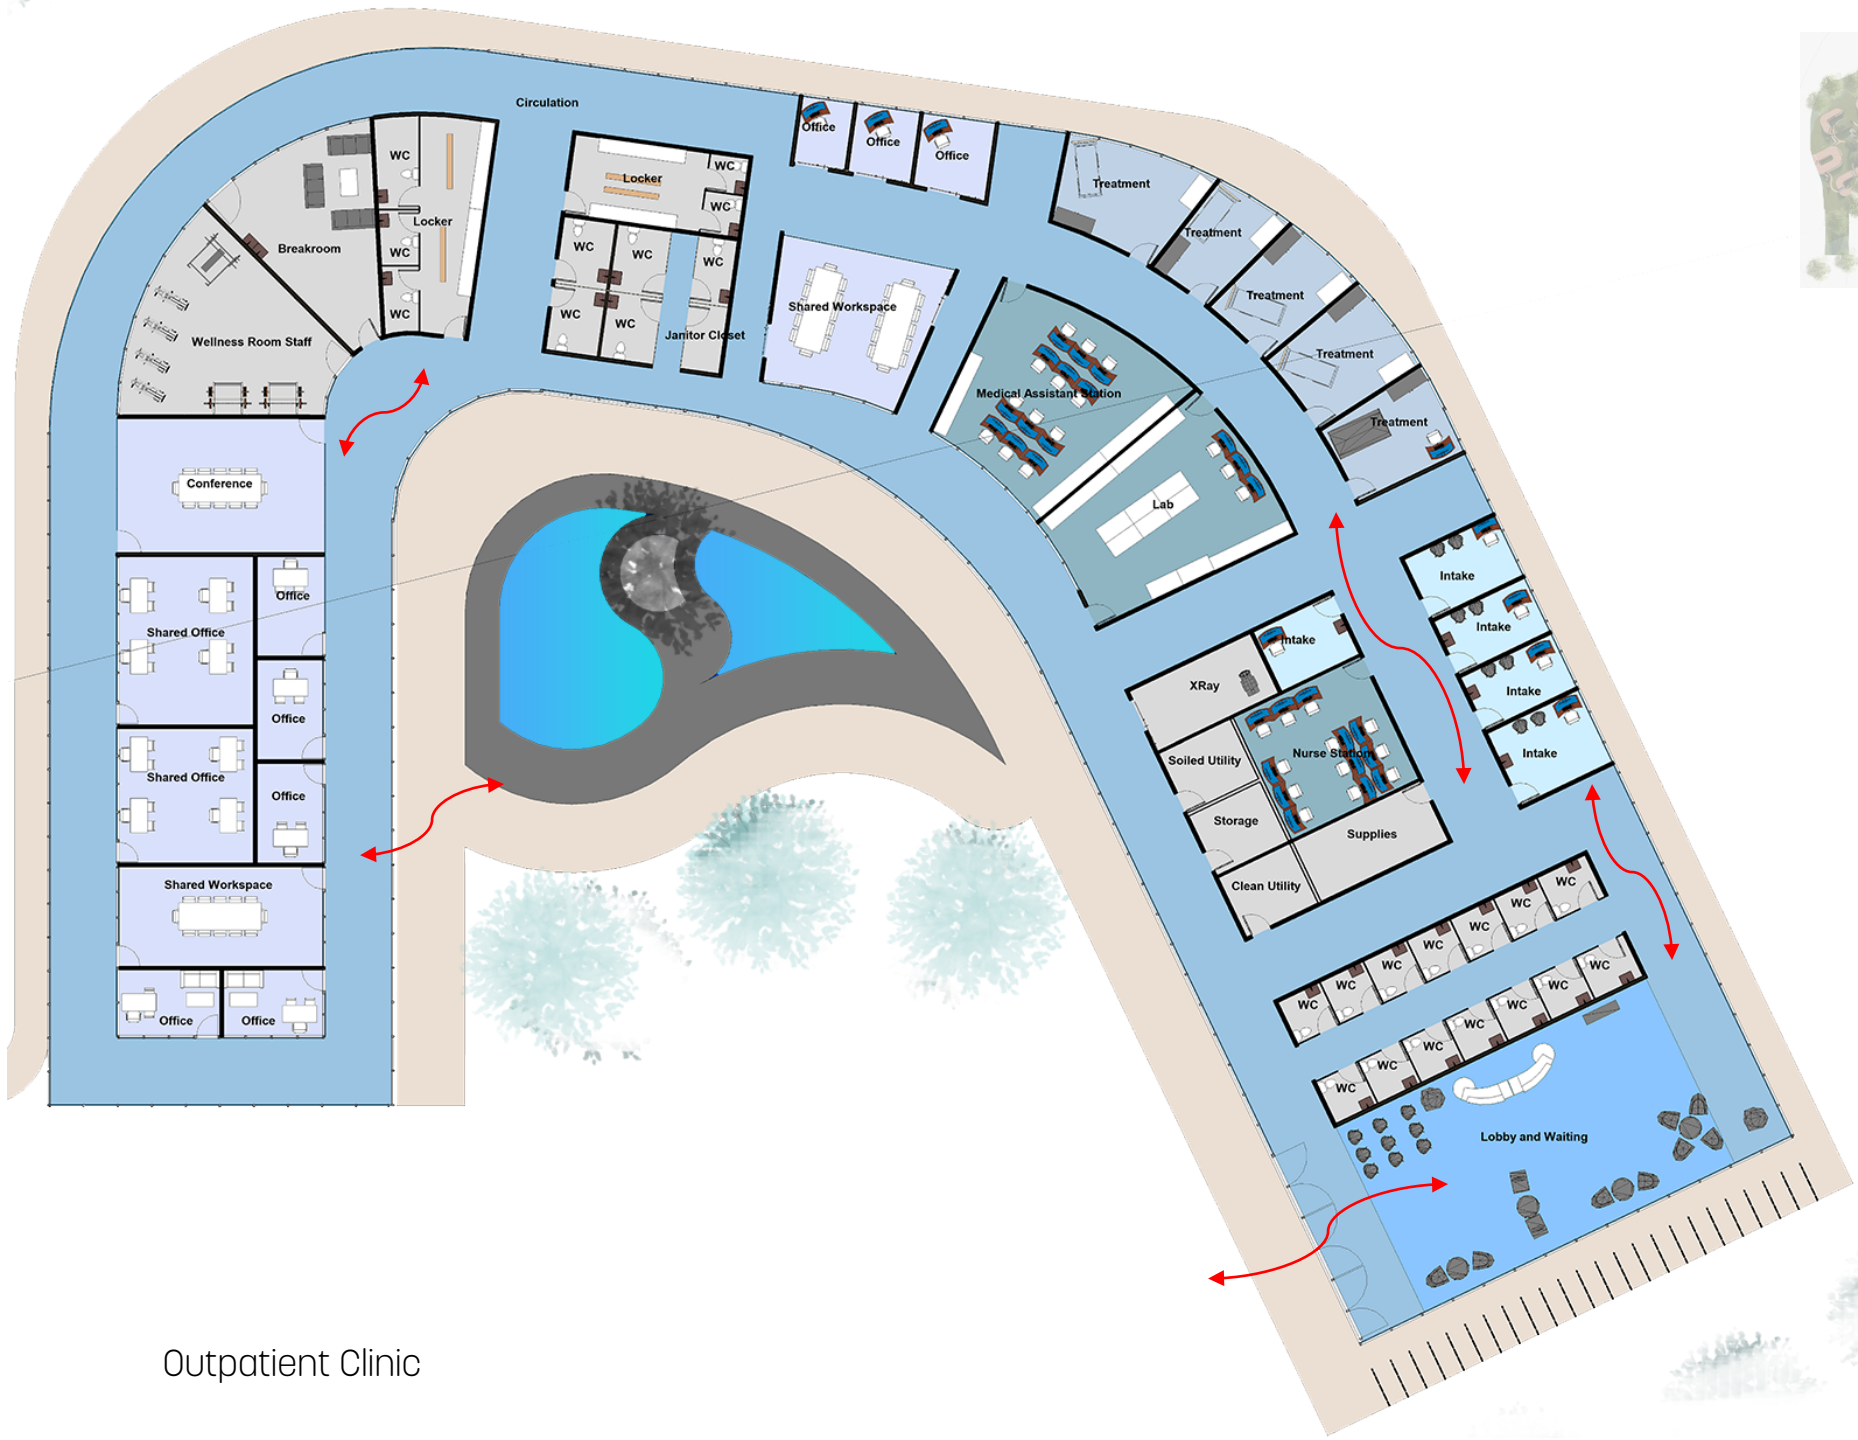 Circulation
Office
Office
Office
WC
Locker
WC
WC
WC
Locker
WC
WC
Breakroom
Wellness Room Staff
WC
WC
WC
WC
WC
Janitor Closet
Shared Workspace
Treatment
Treatment
Treatment
Treatment
Treatment
Medical Assistant Station
Lab
Conference
Shared Office
Office
Office
Shared Office
Office
Shared Workspace
Office
Office
Intake
Intake
Intake
Intake
Intake
XRay
Nurse Station
Soiled Utility
Storage
Supplies
Clean Utility
WC
WC
WC
WC
WC
WC
WC
WC
WC
WC
WC
WC
WC
WC
Lobby and Waiting
Outpatient Clinic